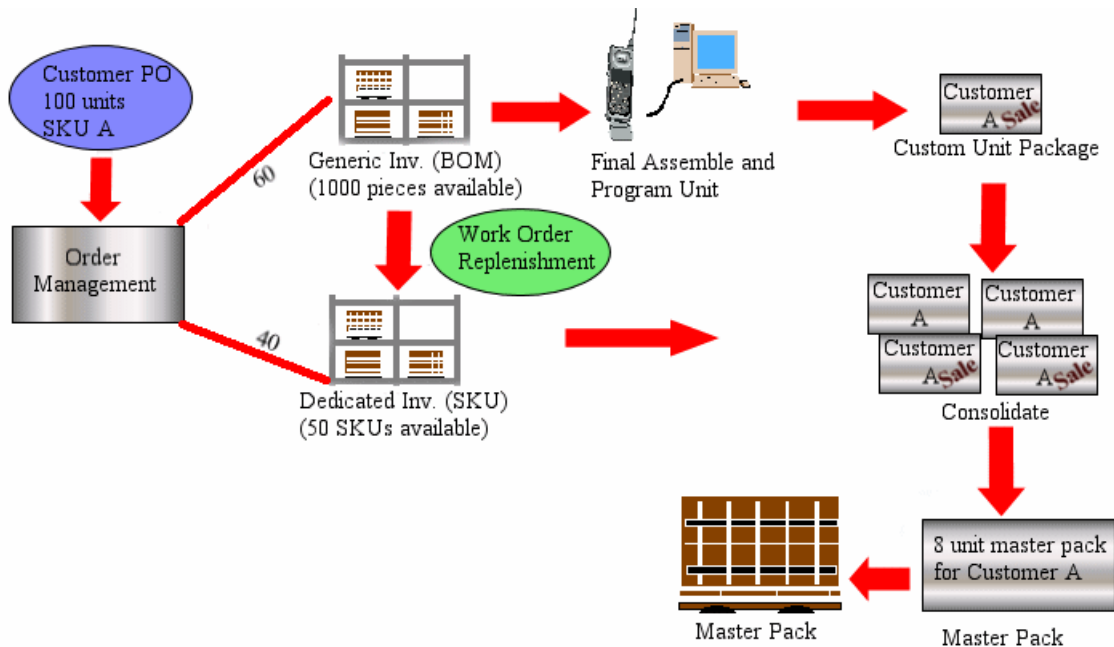 Customer PO
100 units
SKU A
Order
Management
60
40
Generic Inv. (BOM)
(1000 pieces available)
Work Order
Replenishment
Dedicated Inv. (SKU)
(50 SKUs available)
Final Assemble and
Program Unit
Customer
A Sale
Custom Unit Package
Customer
A
Customer
A
Customer
A Sale
Customer
A Sale
Consolidate
8 unit master pack
for Customer A
Master Pack
Master Pack